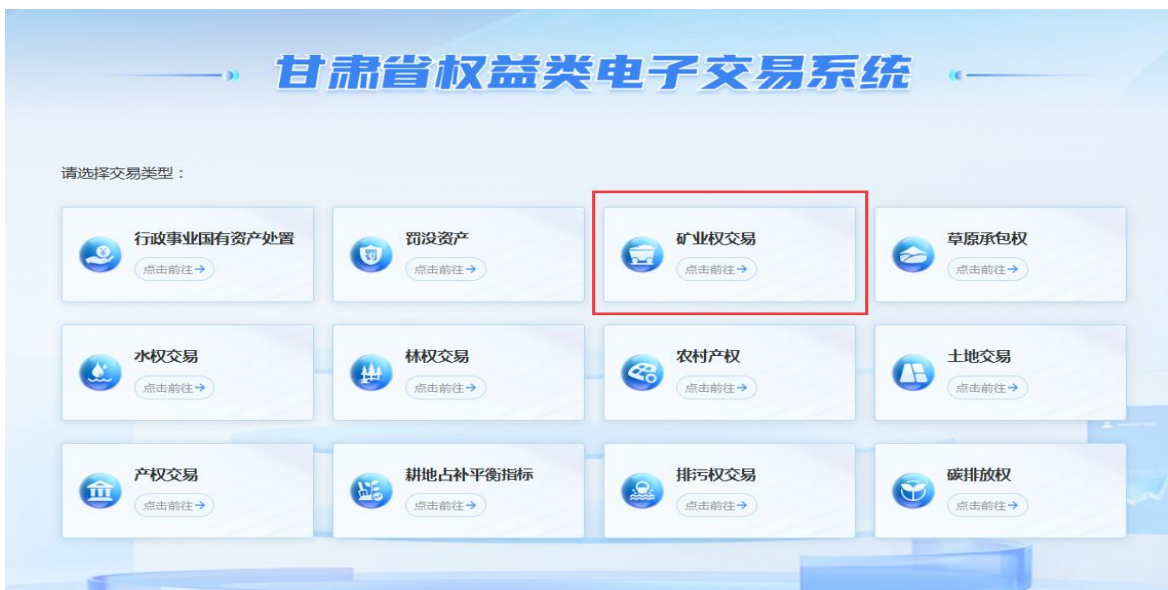 甘肃省权益类电子交易系统
请选择交易类型：
行政事业国有资产处置
点击前往→
罚没资产
点击前往→
矿业权交易
点击前往→
草原承包权
点击前往→
水权交易
点击前往→
林权交易
点击前往→
农村产权
点击前往→
土地交易
点击前往→
产权交易
点击前往→
耕地占补平衡指标
点击前往→
排污权交易
点击前往→
碳排放权
点击前往→